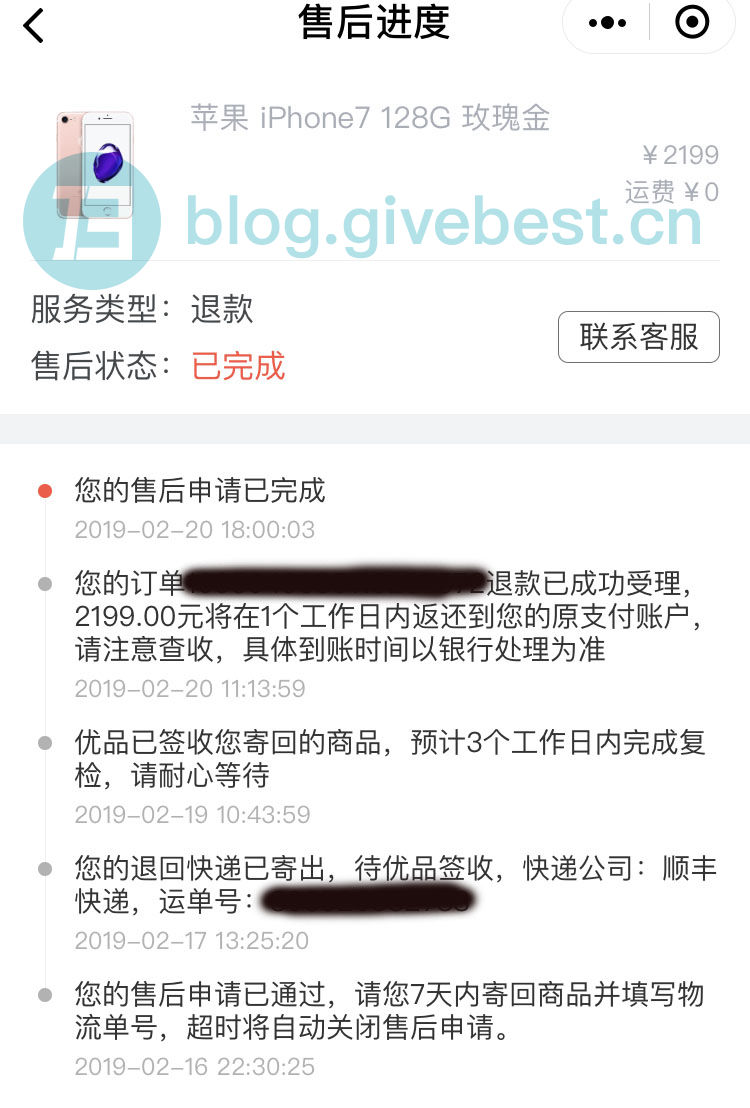 售后进度
苹果 iPhone7 128G 玫瑰金
￥2199
运费 ￥0
blog.givebest.cn
服务类型：退款
联系客服
售后状态：已完成
您的售后申请已完成
2019-02-20 18:00:03
您的订单退款已成功受理，
2199.00元将在1个工作日内返还到您的原支付账户，
请注意查收，具体到账时间以银行处理为准
2019-02-20 11:13:59
优品已签收您寄回的商品，预计3个工作日内完成复
检，请耐心等待
2019-02-19 10:43:59
您的退回快递已寄出，待优品签收，快递公司：顺丰
快递，运单号：
2019-02-17 13:25:20
您的售后申请已通过，请您7天内寄回商品并填写物
流单号，超时将自动关闭售后申请。
2019-02-16 22:30:25